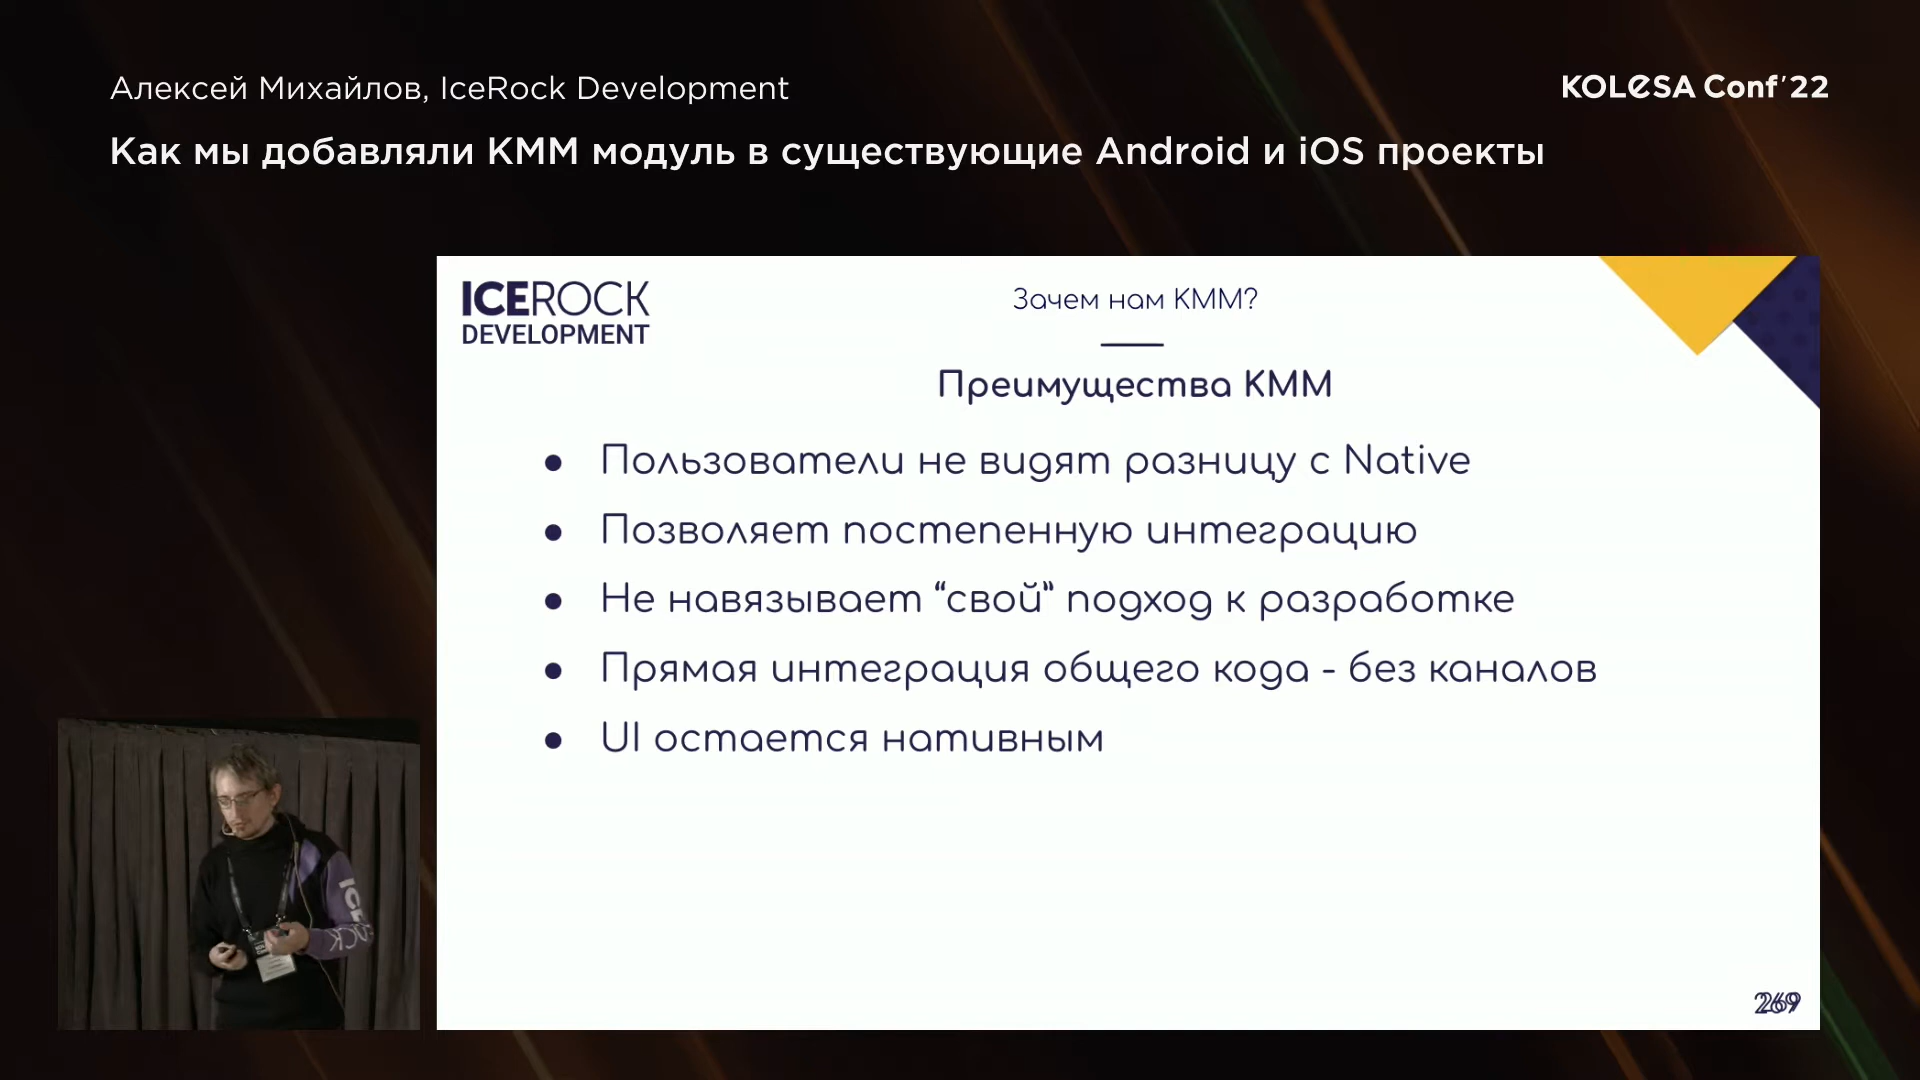 Алексей Михайлов, IceRock Development
KOLESA Conf'22
Как мы добавляли KMM модуль в существующие Android и iOS проекты
ICEROCK
DEVELOPMENT
Зачем нам KMM?
Преимущества KMM
● Пользователи не видят разницу с Native
● Позволяет постепенную интеграцию
● Не навязывает “свой” подход к разработке
● Прямая интеграция общего кода - без каналов
● UI остается нативным
ICEROCK